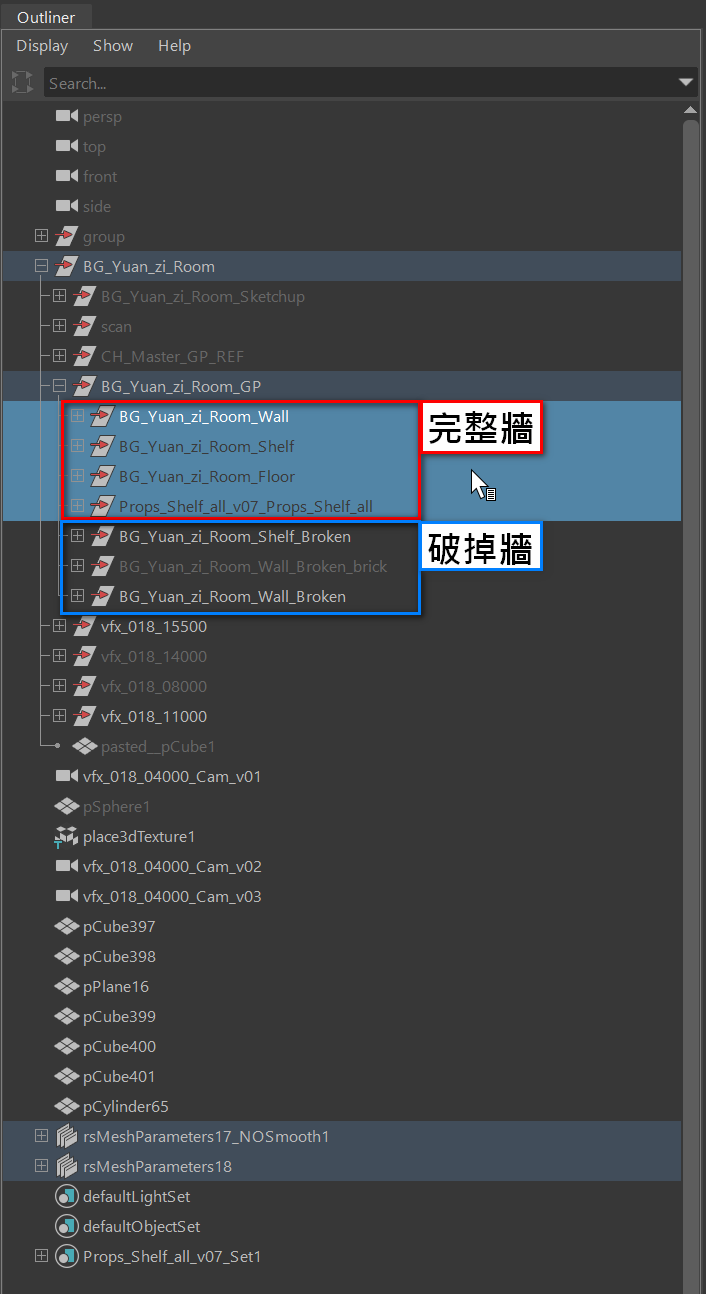 Outliner
Display Show Help
Search...
persp
top
front
side
group
BG_Yuan_zi_Room
BG_Yuan_zi_Room_Sketchup
scan
CH_Master_GP_REF
BG_Yuan_zi_Room_GP
BG_Yuan_zi_Room_Wall
完整牆
BG_Yuan_zi_Room_Shelf
BG_Yuan_zi_Room_Floor
Props_Shelf_all_v07_Props_Shelf_all
BG_Yuan_zi_Room_Shelf_Broken
破掉牆
BG_Yuan_zi_Room_Wall_Broken_brick
BG_Yuan_zi_Room_Wall_Broken
vfx_018_15500
vfx_018_14000
vfx_018_08000
vfx_018_11000
pasted__pCube1
vfx_018_04000_Cam_v01
pSphere1
place3dTexture1
vfx_018_04000_Cam_v02
vfx_018_04000_Cam_v03
pCube397
pCube398
pPlane16
pCube399
pCube400
pCube401
pCylinder65
rsMeshParameters17_NOSmooth1
rsMeshParameters18
defaultLightSet
defaultObjectSet
Props_Shelf_all_v07_Set1